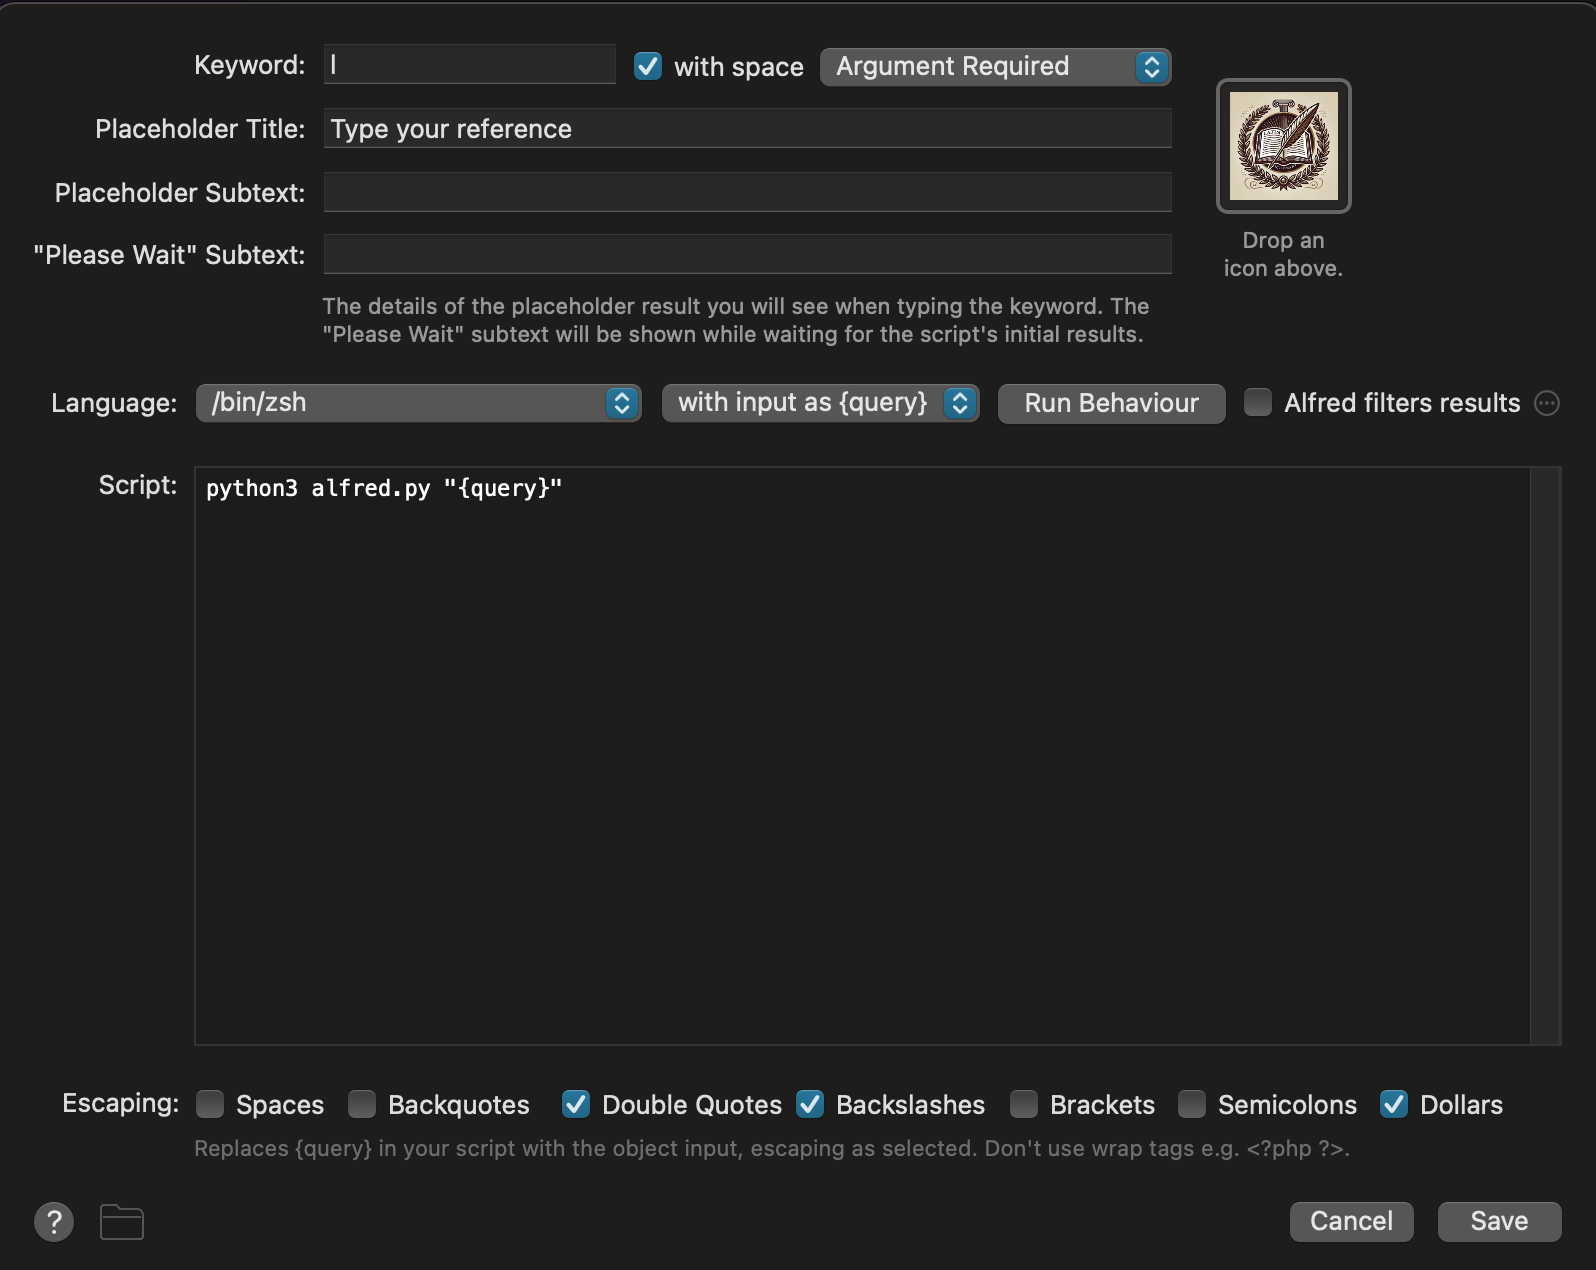 Keyword: l with space Argument Required
Placeholder Title: Type your reference
Placeholder Subtext:
"Please Wait" Subtext:
Drop an
icon above.
The details of the placeholder result you will see when typing the keyword. The
"Please Wait" subtext will be shown while waiting for the script's initial results.
Language: /bin/zsh with input as {query} Run Behaviour Alfred filters results
Script: python3 alfred.py "{query}"
Escaping: Spaces Backquotes Double Quotes Backslashes Brackets Semicolons Dollars
Replaces {query} in your script with the object input, escaping as selected. Don't use wrap tags e.g. <?php ?>.
? Cancel Save